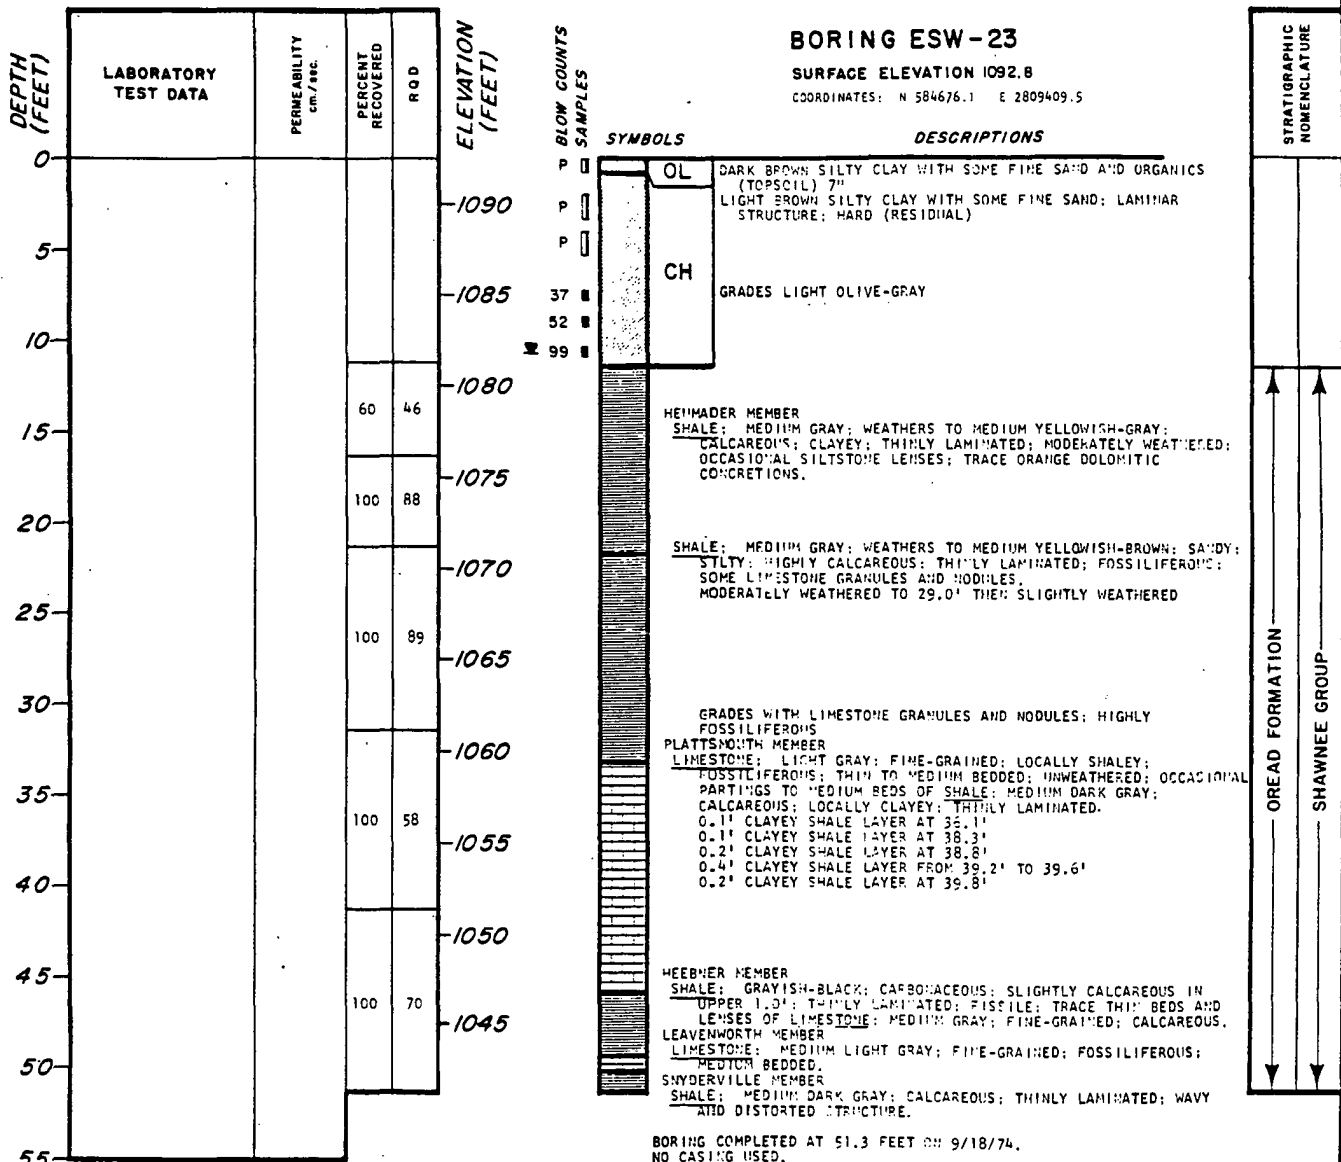 BORING ESW-23
SURFACE ELEVATION 1092.8
COORDINATES: N 584676.1 E 2809409.5
DEPTH (FEET)
LABORATORY TEST DATA
PERMEABILITY cm./sec.
PERCENT RECOVERED
RQD
ELEVATION (FEET)
BLOW COUNTS
SAMPLES
SYMBOLS
DESCRIPTIONS
STRATIGRAPHIC NOMENCLATURE
0
5
10
15
20
25
30
35
40
45
50
55
60 46
100 88
100 89
100 58
100 70
1090
1085
1080
1075
1070
1065
1060
1055
1050
1045
P
P
P
37
52
99
OL
CH
DARK BROWN SILTY CLAY WITH SOME FINE SAND AND ORGANICS
(TOPSOIL) 7"
LIGHT BROWN SILTY CLAY WITH SOME FINE SAND; LAMINAR
STRUCTURE; HARD (RESIDUAL)
GRADES LIGHT OLIVE-GRAY
HEUMADER MEMBER
SHALE; MEDIUM GRAY; WEATHERS TO MEDIUM YELLOWISH-GRAY;
CALCAREOUS; CLAYEY; THINLY LAMINATED; MODERATELY WEATHERED;
OCCASIONAL SILTSTONE LENSES; TRACE ORANGE DOLOMITIC
CONCRETIONS.
SHALE; MEDIUM GRAY; WEATHERS TO MEDIUM YELLOWISH-BROWN; SANDY;
SILTY; HIGHLY CALCAREOUS; THINLY LAMINATED; FOSSILIFEROUS;
SOME LIMESTONE GRANULES AND NODULES.
MODERATELY WEATHERED TO 29.0' THEN SLIGHTLY WEATHERED
GRADES WITH LIMESTONE GRANULES AND NODULES; HIGHLY
FOSSILIFEROUS
PLATTSMOUTH MEMBER
LIMESTONE; LIGHT GRAY; FINE-GRAINED; LOCALLY SHALEY;
FOSSILIFEROUS; THIN TO MEDIUM BEDDED; UNWEATHERED; OCCASIONAL
PARTINGS TO MEDIUM BEDS OF SHALE; MEDIUM DARK GRAY;
CALCAREOUS; LOCALLY CLAYEY; THINLY LAMINATED.
0.1' CLAYEY SHALE LAYER AT 36.1'
0.1' CLAYEY SHALE LAYER AT 38.3'
0.2' CLAYEY SHALE LAYER AT 38.8'
0.4' CLAYEY SHALE LAYER FROM 39.2' TO 39.6'
0.2' CLAYEY SHALE LAYER AT 39.8'
HEEBNER MEMBER
SHALE; GRAYISH-BLACK; CARBONACEOUS; SLIGHTLY CALCAREOUS IN
UPPER 1.0'; THINLY LAMINATED; FISSILE; TRACE THIN BEDS AND
LENSES OF LIMESTONE; MEDIUM GRAY; FINE-GRAINED; CALCAREOUS.
LEAVENWORTH MEMBER
LIMESTONE; MEDIUM LIGHT GRAY; FINE-GRAINED; FOSSILIFEROUS;
MEDIUM BEDDED.
SNYDERVILLE MEMBER
SHALE; MEDIUM DARK GRAY; CALCAREOUS; THINLY LAMINATED; WAVY
AND DISTORTED STRUCTURE.
BORING COMPLETED AT 51.3 FEET ON 9/18/74.
NO CASING USED.
OREAD FORMATION
SHAWNEE GROUP